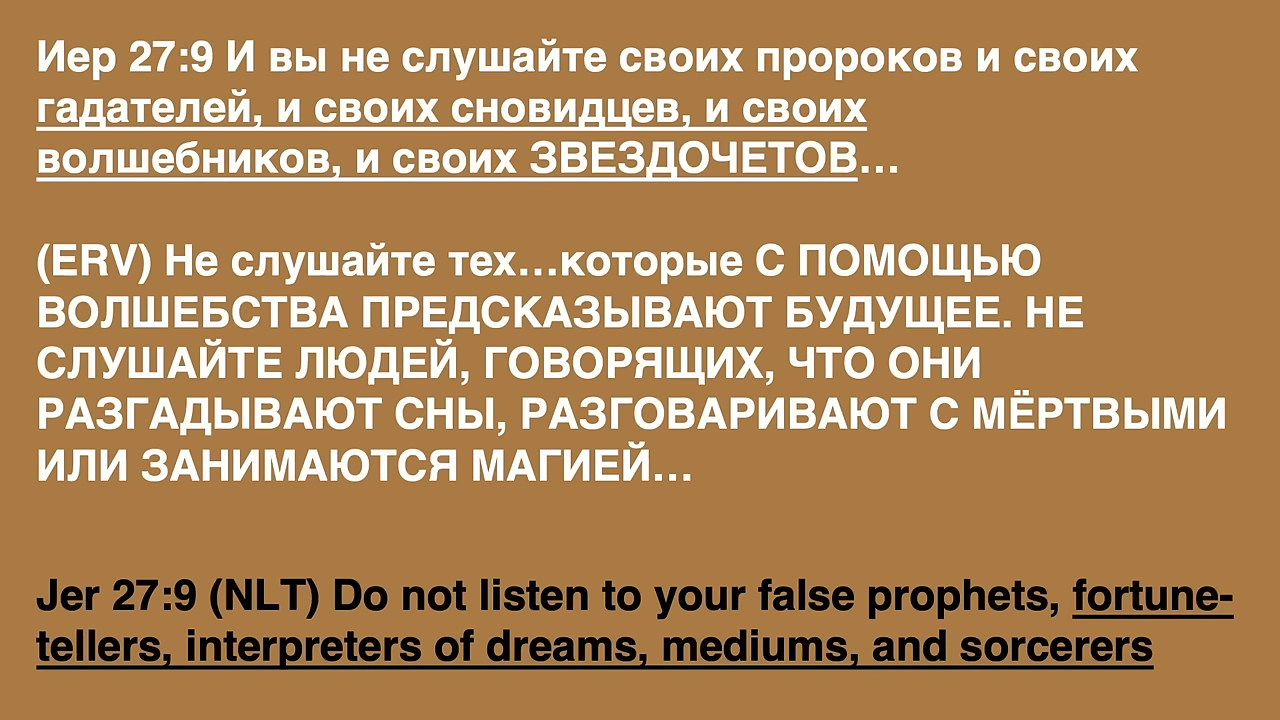 Иер 27:9 И вы не слушайте своих пророков и своих
гадателей, и своих сновидцев, и своих
волшебников, и своих ЗВЕЗДОЧЕТОВ...
(ERV) Не слушайте тех...которые С ПОМОЩЬЮ
ВОЛШЕБСТВА ПРЕДСКАЗЫВАЮТ БУДУЩЕЕ. НЕ
СЛУШАЙТЕ ЛЮДЕЙ, ГОВОРЯЩИХ, ЧТО ОНИ
РАЗГАДЫВАЮТ СНЫ, РАЗГОВАРИВАЮТ С МЁРТВЫМИ
ИЛИ ЗАНИМАЮТСЯ МАГИЕЙ...
Jer 27:9 (NLT) Do not listen to your false prophets, fortune-
tellers, interpreters of dreams, mediums, and sorcerers